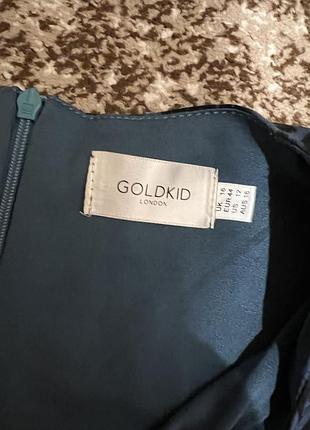 GOLDKID
LONDON
UK: 16
EUR: 44
US: 12
AUS: 16